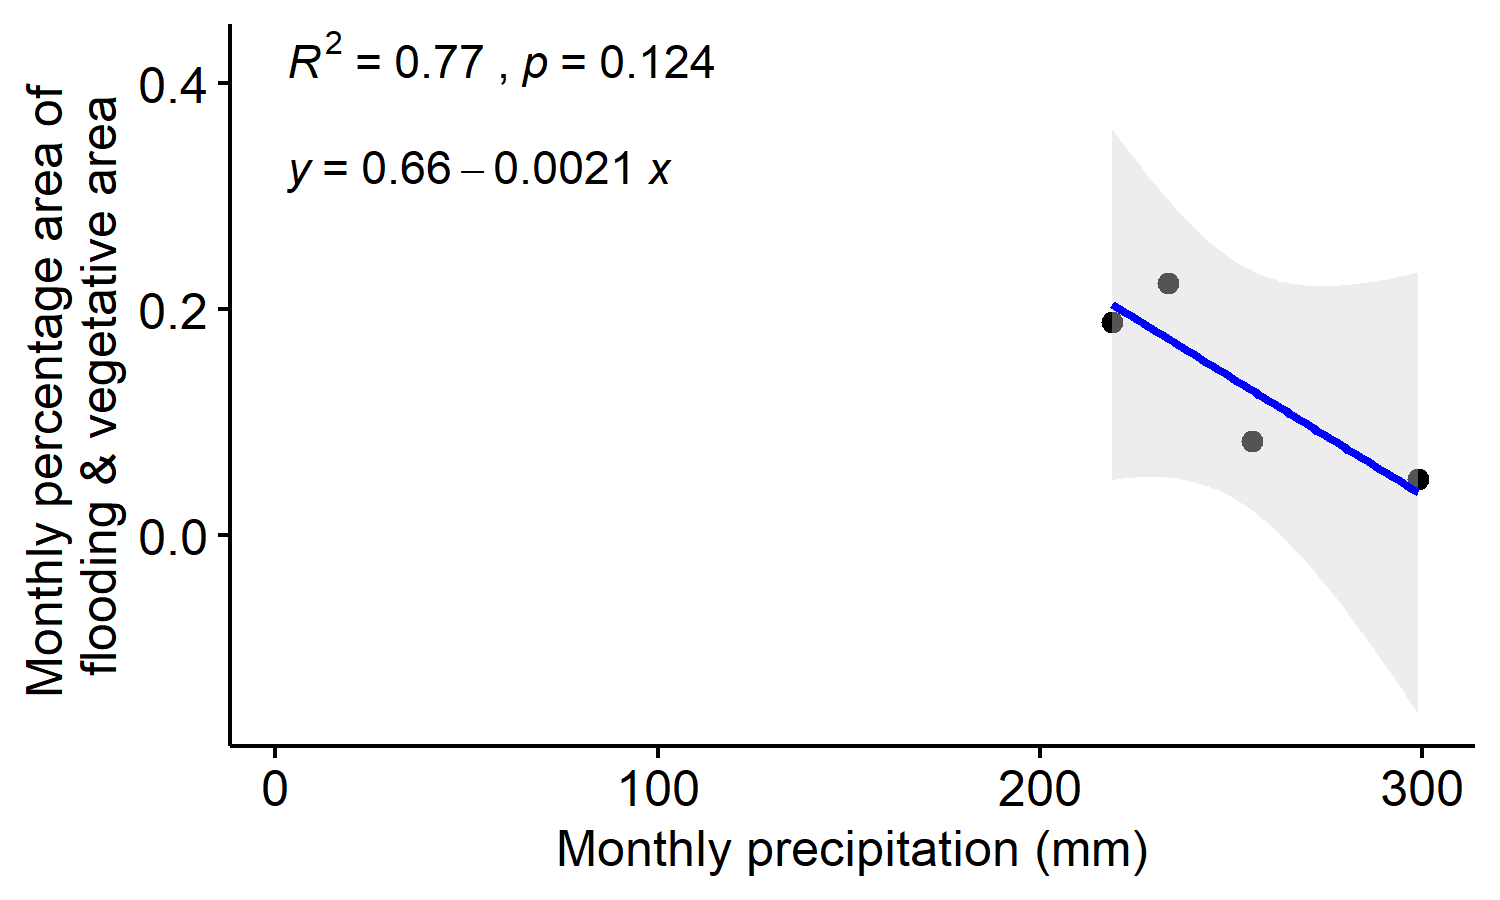 R² = 0.77 , p = 0.124
y = 0.66 – 0.0021 x
Monthly percentage area of
flooding & vegetative area
0.4
0.2
0.0
0 100 200 300
Monthly precipitation (mm)